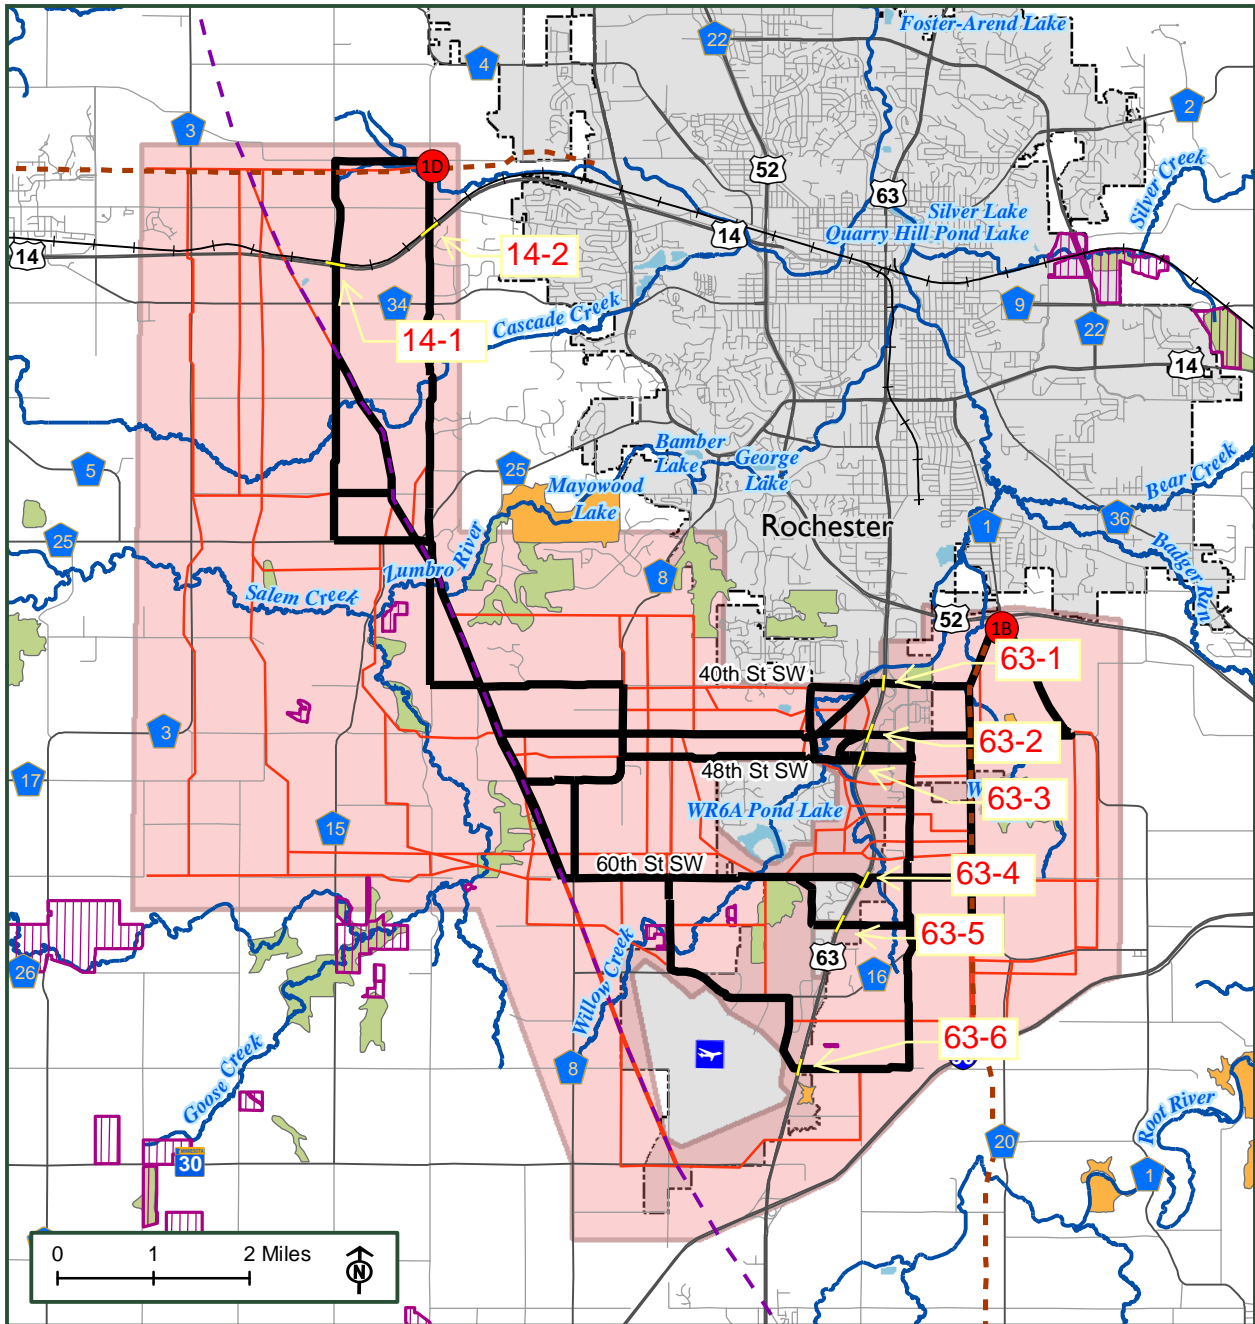 Foster-Arend Lake
22
4
2
3
52
1D
63
Silver Creek
Silver Lake
Quarry Hill Pond Lake
14
14
14-2
34
9
22
Cascade Creek
14-1
14
5
25
Bamber
Lake
George
Lake
Bear Creek
Mayowood
Lake
36
1
Rochester
25
Badger Run
Zumbro River
8
Salem Creek
52
1B
63-1
40th St SW
3
63-2
17
48th St SW
63-3
W
WR6A Pond Lake
15
60th St SW
63-4
63-5
63
26
16
Willow Creek
63-6
8
Goose Creek
Root River
20
MINNESOTA
30
1
0
1
2 Miles
N